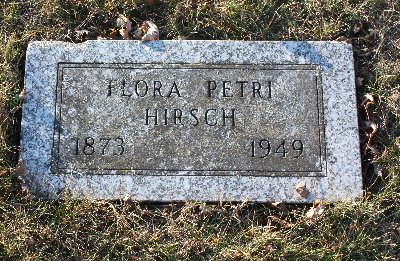 FLORA PETRI
HIRSCH
1873 1949